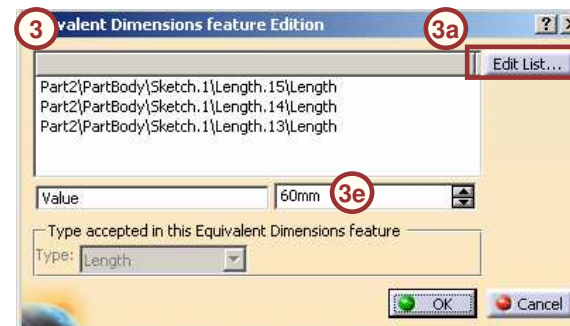 3 valent Dimensions feature Edition 3a
Edit List...
Part2\PartBody\Sketch.1\Length.15\Length
Part2\PartBody\Sketch.1\Length.14\Length
Part2\PartBody\Sketch.1\Length.13\Length
Value 60mm 3e
Type accepted in this Equivalent Dimensions feature
Type: Length
OK Cancel